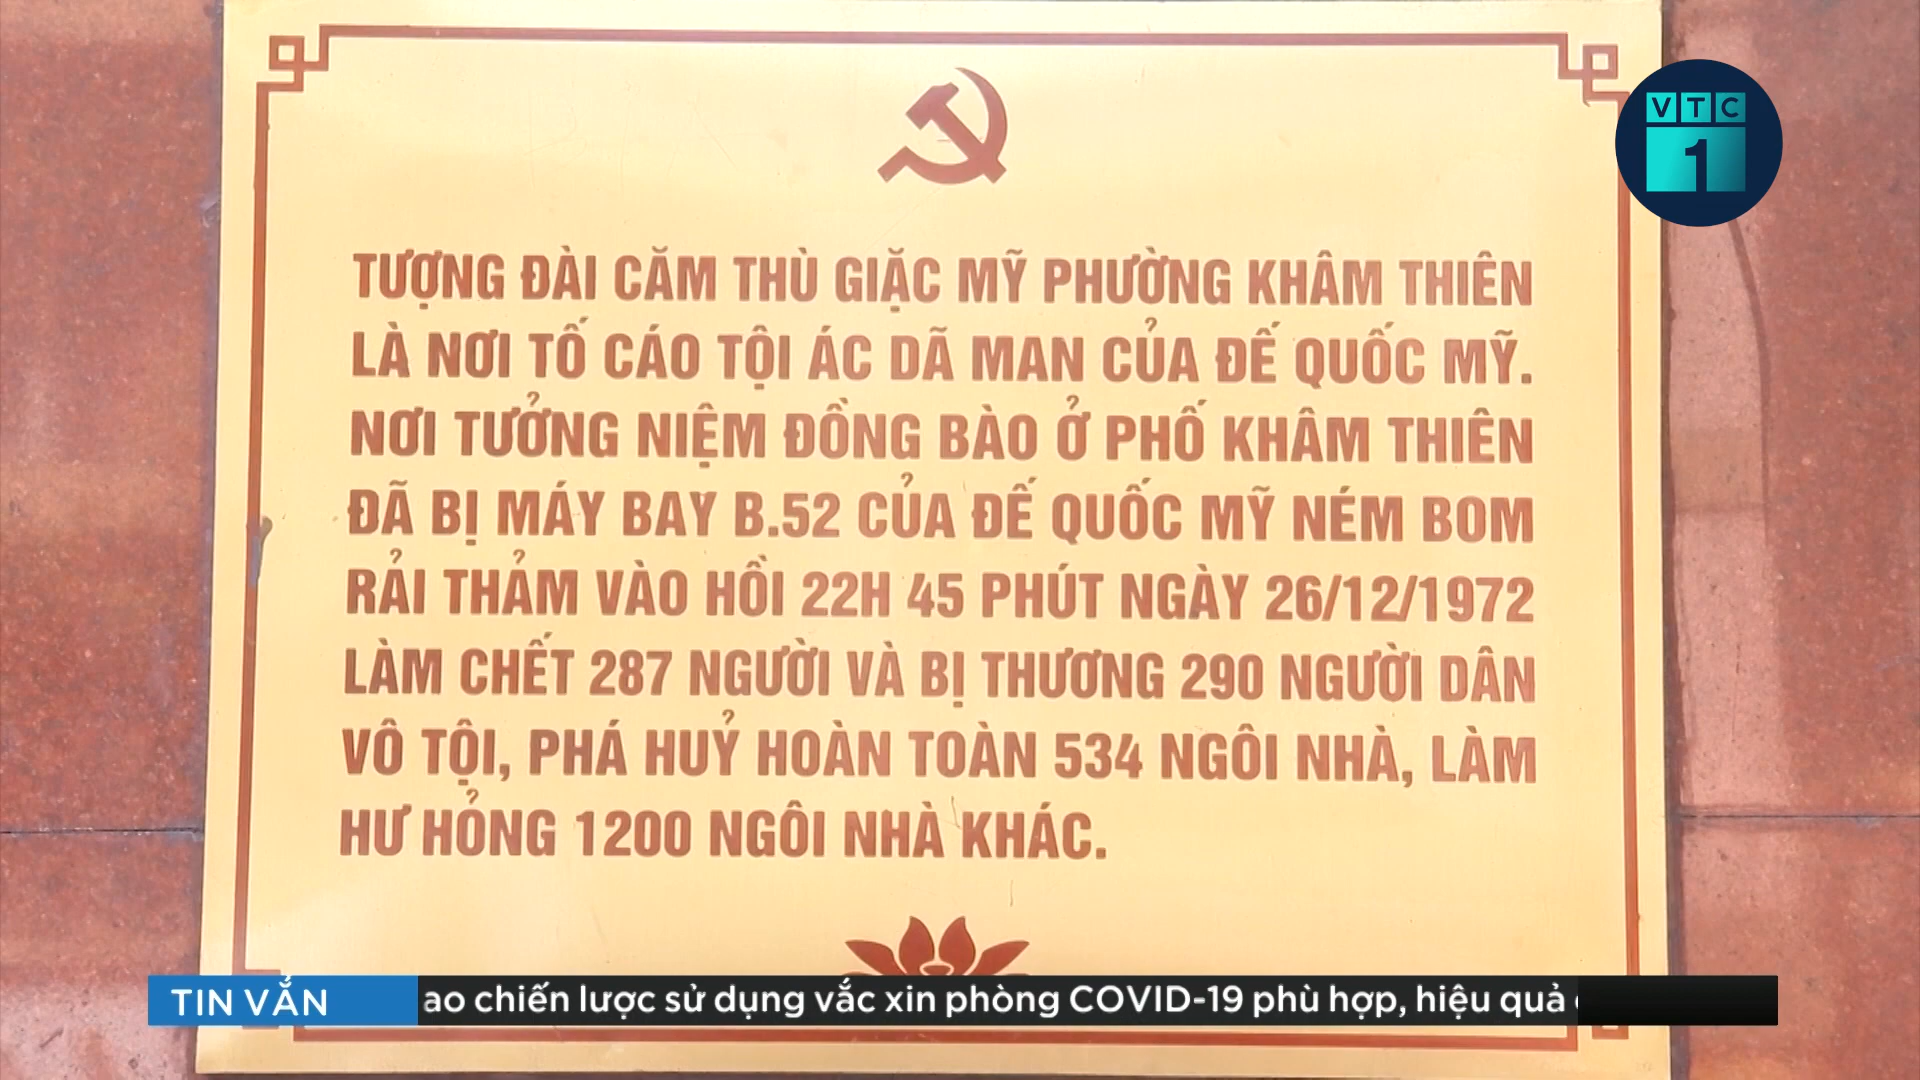 VTC
1
TƯỢNG ĐÀI CĂM THÙ GIẶC MỸ PHƯỜNG KHÂM THIÊN
LÀ NƠI TỐ CÁO TỘI ÁC DÃ MAN CỦA ĐẾ QUỐC MỸ.
NƠI TƯỞNG NIỆM ĐỒNG BÀO Ở PHỐ KHÂM THIÊN
ĐÃ BỊ MÁY BAY B.52 CỦA ĐẾ QUỐC MỸ NÉM BOM
RẢI THẢM VÀO HỒI 22H 45 PHÚT NGÀY 26/12/1972
LÀM CHẾT 287 NGƯỜI VÀ BỊ THƯƠNG 290 NGƯỜI DÂN
VÔ TỘI, PHÁ HUỶ HOÀN TOÀN 534 NGÔI NHÀ, LÀM
HƯ HỎNG 1200 NGÔI NHÀ KHÁC.
TIN VẮN
ao chiến lược sử dụng vắc xin phòng COVID-19 phù hợp, hiệu quả